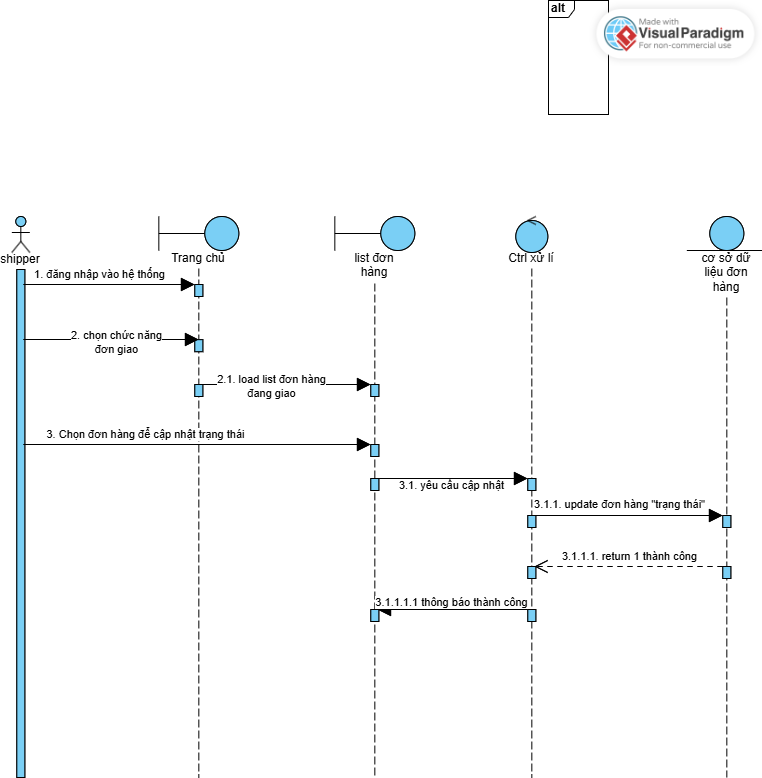 alt
Made with
VisualParadigm
For non-commercial use
shipper
Trang chủ
list đơn
hàng
Ctrl xử lí
cơ sở dữ
liệu đơn
hàng
1. đăng nhập vào hệ thống
2. chọn chức năng
đơn giao
2.1. load list đơn hàng
đang giao
3. Chọn đơn hàng để cập nhật trạng thái
3.1. yêu cầu cập nhật
3.1.1. update đơn hàng "trạng thái"
3.1.1.1. return 1 thành công
3.1.1.1.1 thông báo thành công